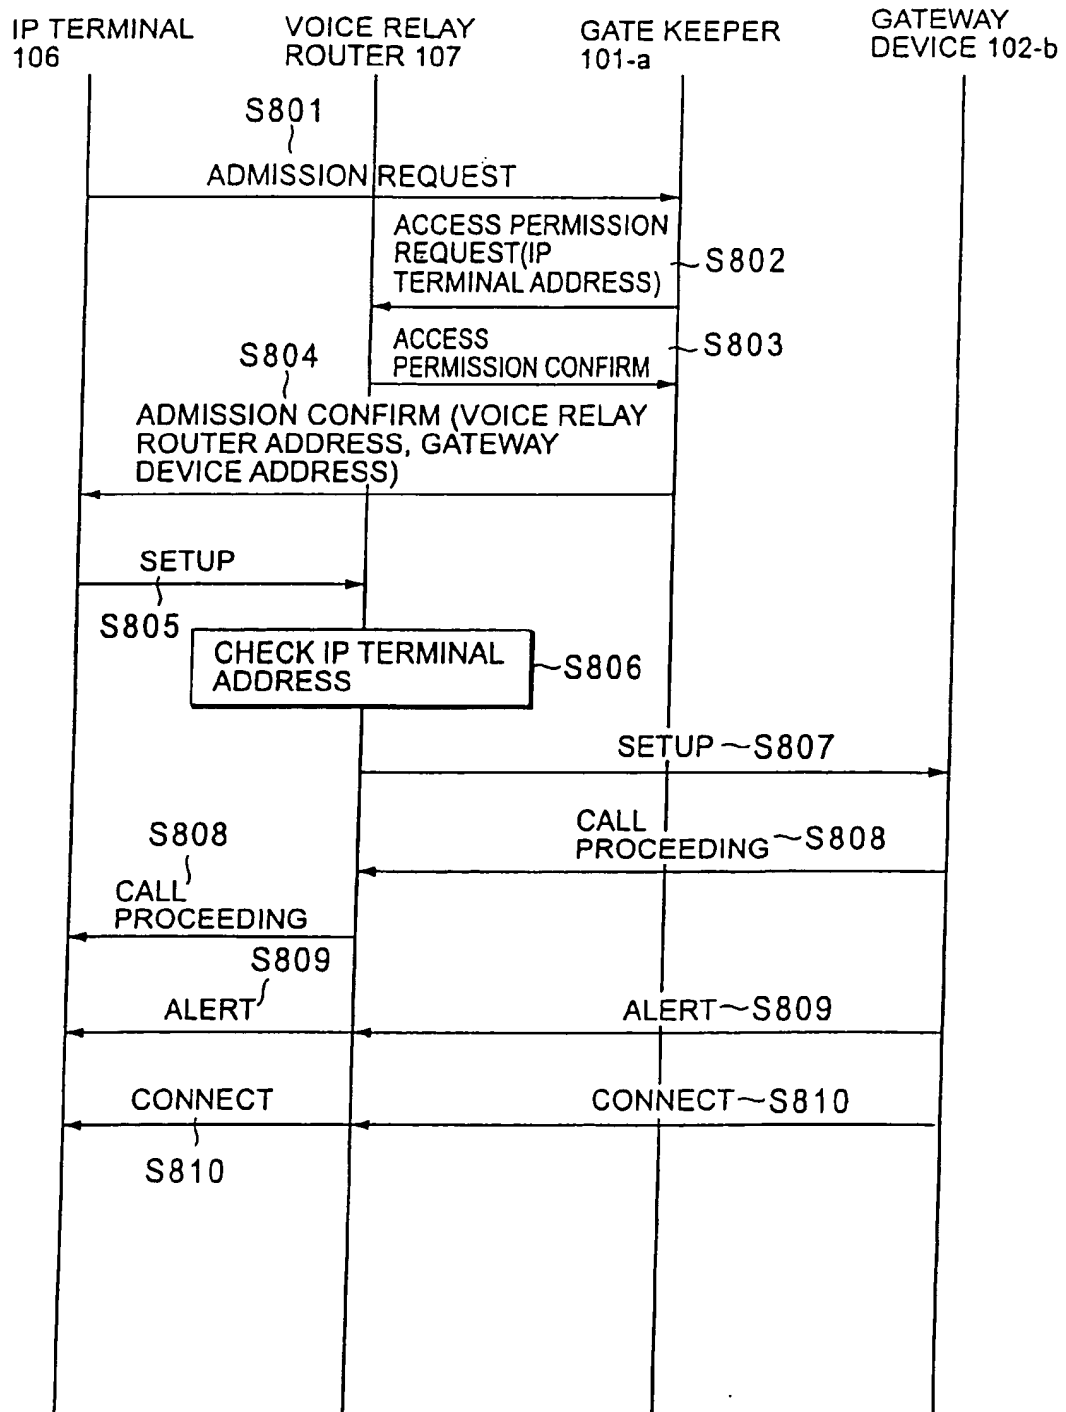 IP TERMINAL
106
VOICE RELAY
ROUTER 107
GATE KEEPER
101-a
GATEWAY
DEVICE 102-b
S801
ADMISSION REQUEST
ACCESS PERMISSION
REQUEST(IP
TERMINAL ADDRESS)
S802
ACCESS
PERMISSION CONFIRM
S803
S804
ADMISSION CONFIRM (VOICE RELAY
ROUTER ADDRESS, GATEWAY
DEVICE ADDRESS)
SETUP
S805
CHECK IP TERMINAL
ADDRESS
S806
SETUP
S807
CALL
PROCEEDING
S808
S808
CALL
PROCEEDING
S809
ALERT
ALERT
S809
CONNECT
S810
CONNECT
S810